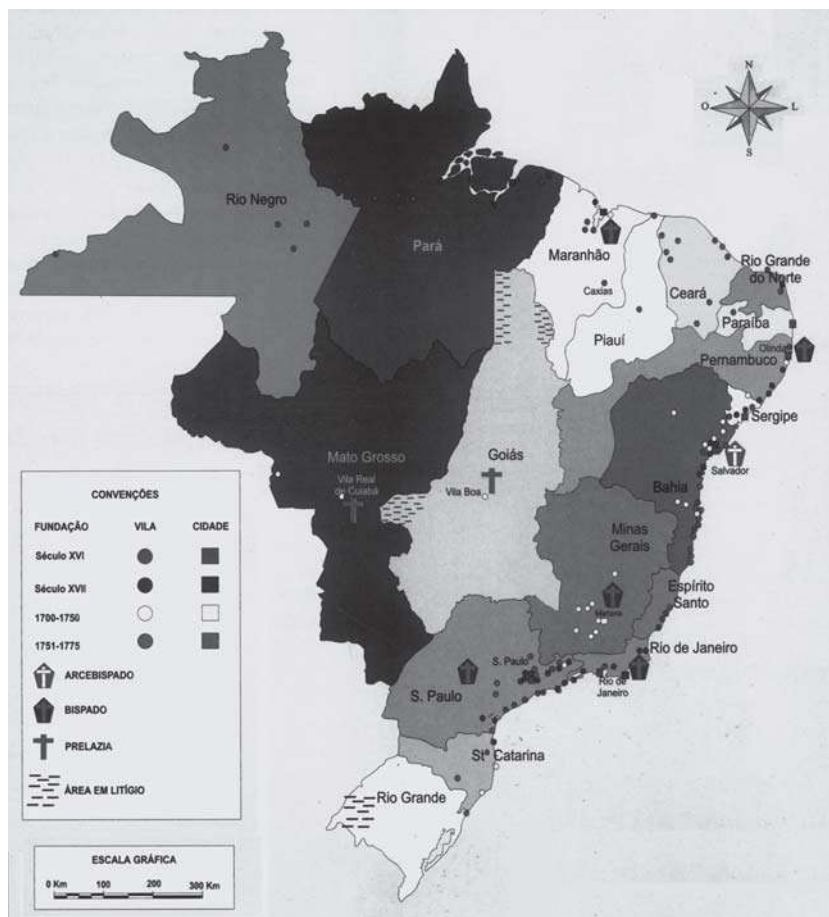 N
O
L
S
Rio Negro
Pará
Maranhão
Caxias
Ceará
Rio Grande
do Norte
Paraíba
Piauí
Olinda
Pernambuco
Sergipe
Salvador
Bahia
Mato Grosso
Vila Real
de Cuiabá
Goiás
Vila Boa
Minas
Gerais
Mariana
Espírito
Santo
Rio de Janeiro
Rio de
Janeiro
S. Paulo
S. Paulo
Stª Catarina
Rio Grande
CONVENÇÕES
FUNDAÇÃO VILA CIDADE
Século XVI
Século XVII
1700-1750
1751-1775
ARCEBISPADO
BISPADO
PRELAZIA
ÁREA EM LITÍGIO
ESCALA GRÁFICA
0 Km 100 200 300 Km